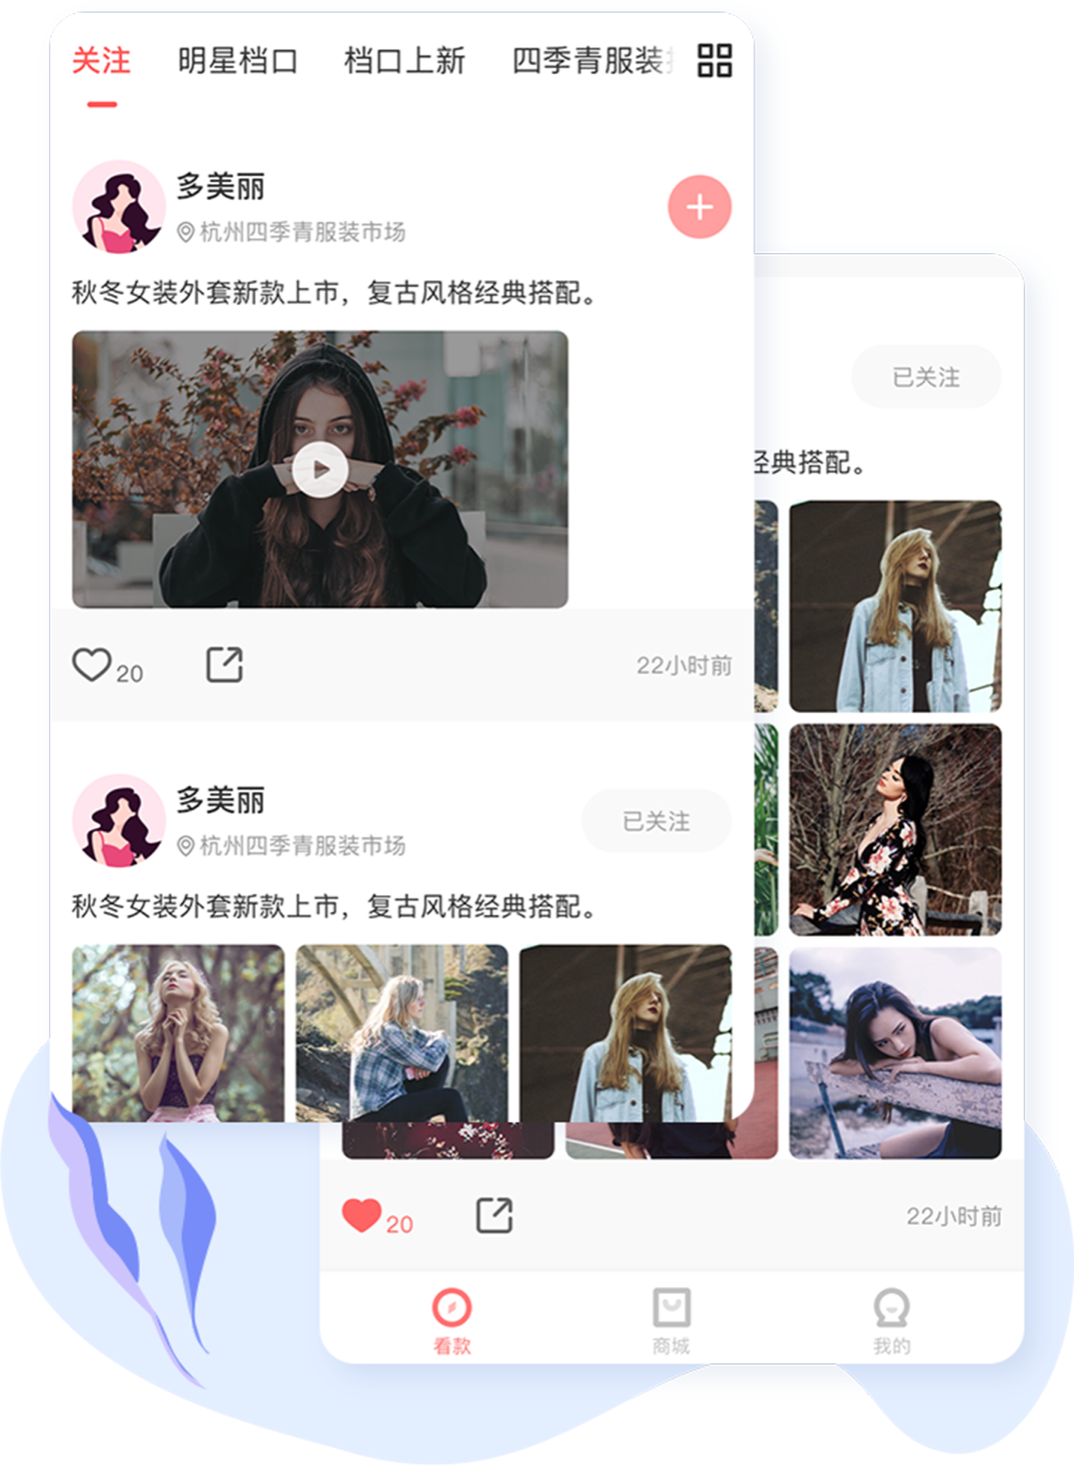 关注 明星档口 档口上新 四季青服装
多美丽
杭州四季青服装市场
秋冬女装外套新款上市，复古风格经典搭配。
20 22小时前
多美丽
杭州四季青服装市场
已关注
秋冬女装外套新款上市，复古风格经典搭配。
已关注
经典搭配。
20 22小时前
看款 商城 我的